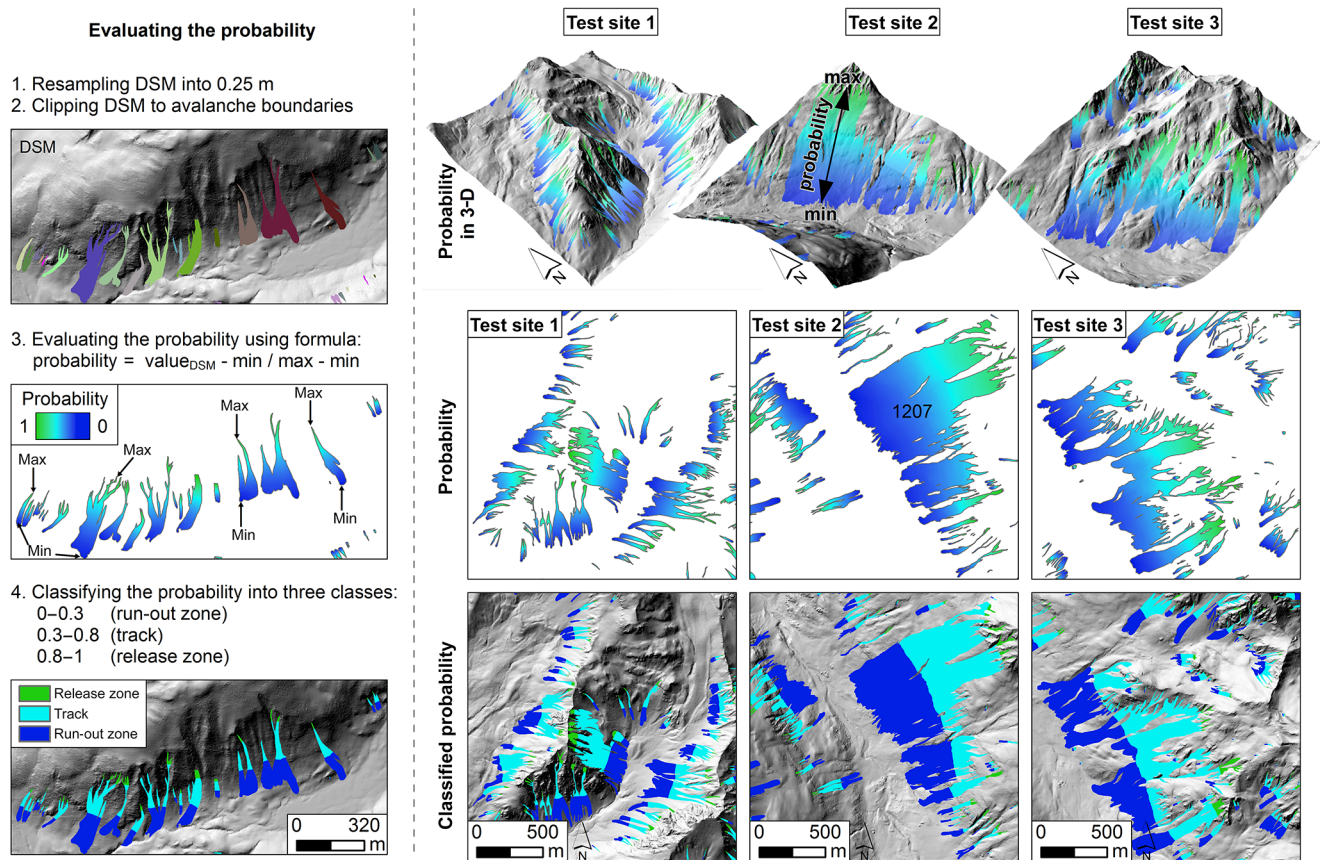 Evaluating the probability
1. Resampling DSM into 0.25 m
2. Clipping DSM to avalanche boundaries
DSM
3. Evaluating the probability using formula:
probability = valueDSM - min / max - min
Probability
1 0
Max
Max
Max
Max
Min
Min
Min
4. Classifying the probability into three classes:
0–0.3 (run-out zone)
0.3–0.8 (track)
0.8–1 (release zone)
Release zone
Track
Run-out zone
0 320
m
Test site 1
Test site 2
Test site 3
Probability
in 3-D
max
probability
min
N
N
N
Probability
Test site 1
Test site 2
Test site 3
1207
Classified probability
0 500
m
N
0 500
m
0 500
m
N